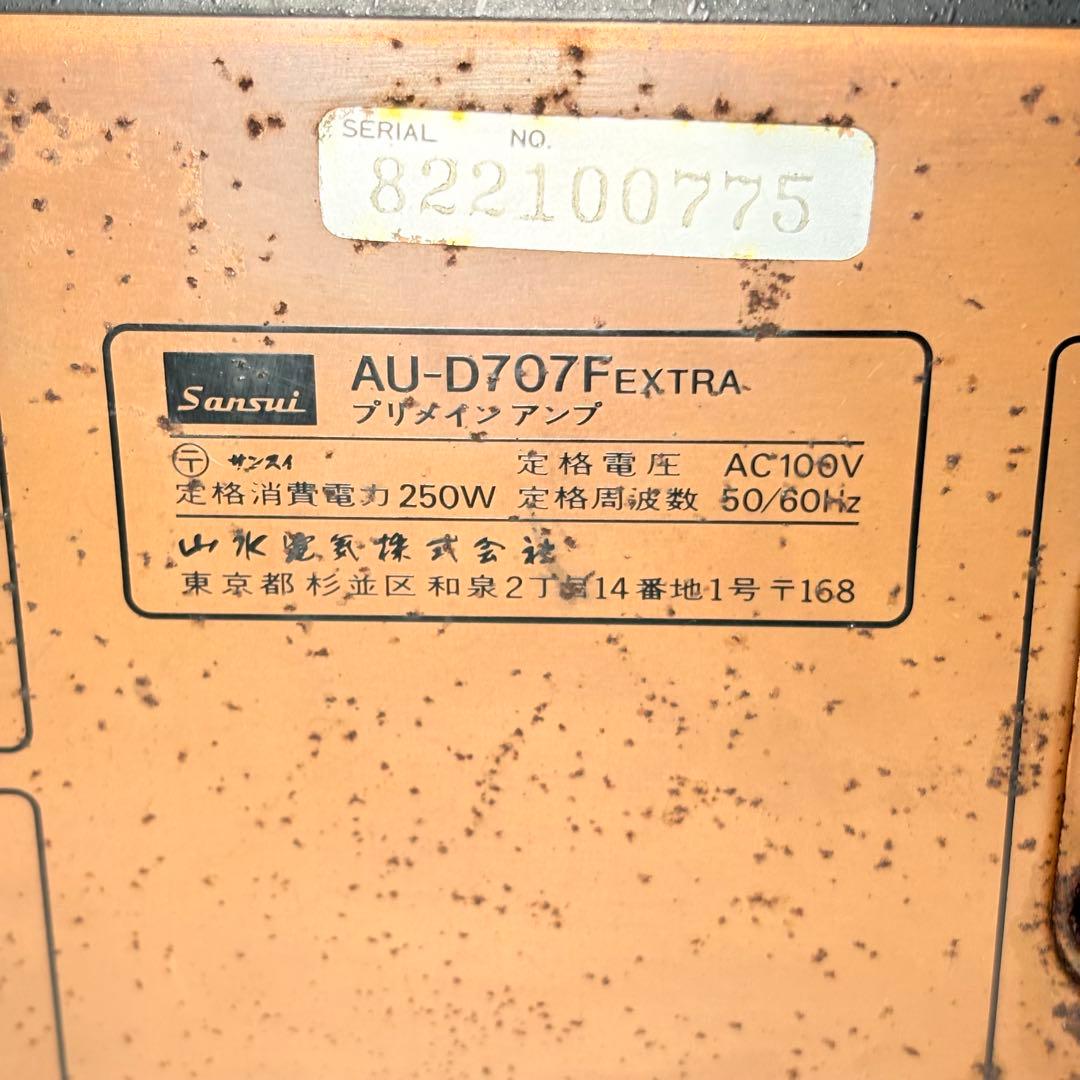 SERIAL NO.
822100775
Sansui
AU-D707F EXTRA
プリメイン アンプ
〒 サンスイ 定格電圧 AC100V
定格消費電力 250W 定格周波数 50/60Hz
山水電気株式会社
東京都 杉並区 和泉2丁目14番地1号 〒168